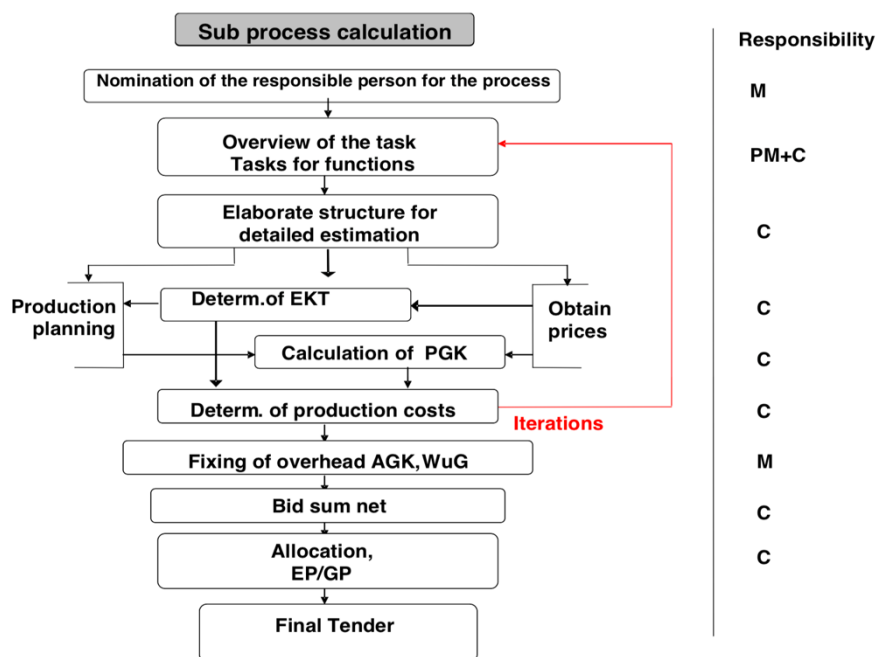 Sub process calculation
Responsibility
Nomination of the responsible person for the process
M
Overview of the task
Tasks for functions
PM+C
Elaborate structure for
detailed estimation
C
Production
planning
Determ.of EKT
Obtain
prices
C
Calculation of PGK
C
Determ. of production costs
C
Iterations
Fixing of overhead AGK,WuG
M
Bid sum net
C
Allocation,
EP/GP
C
Final Tender